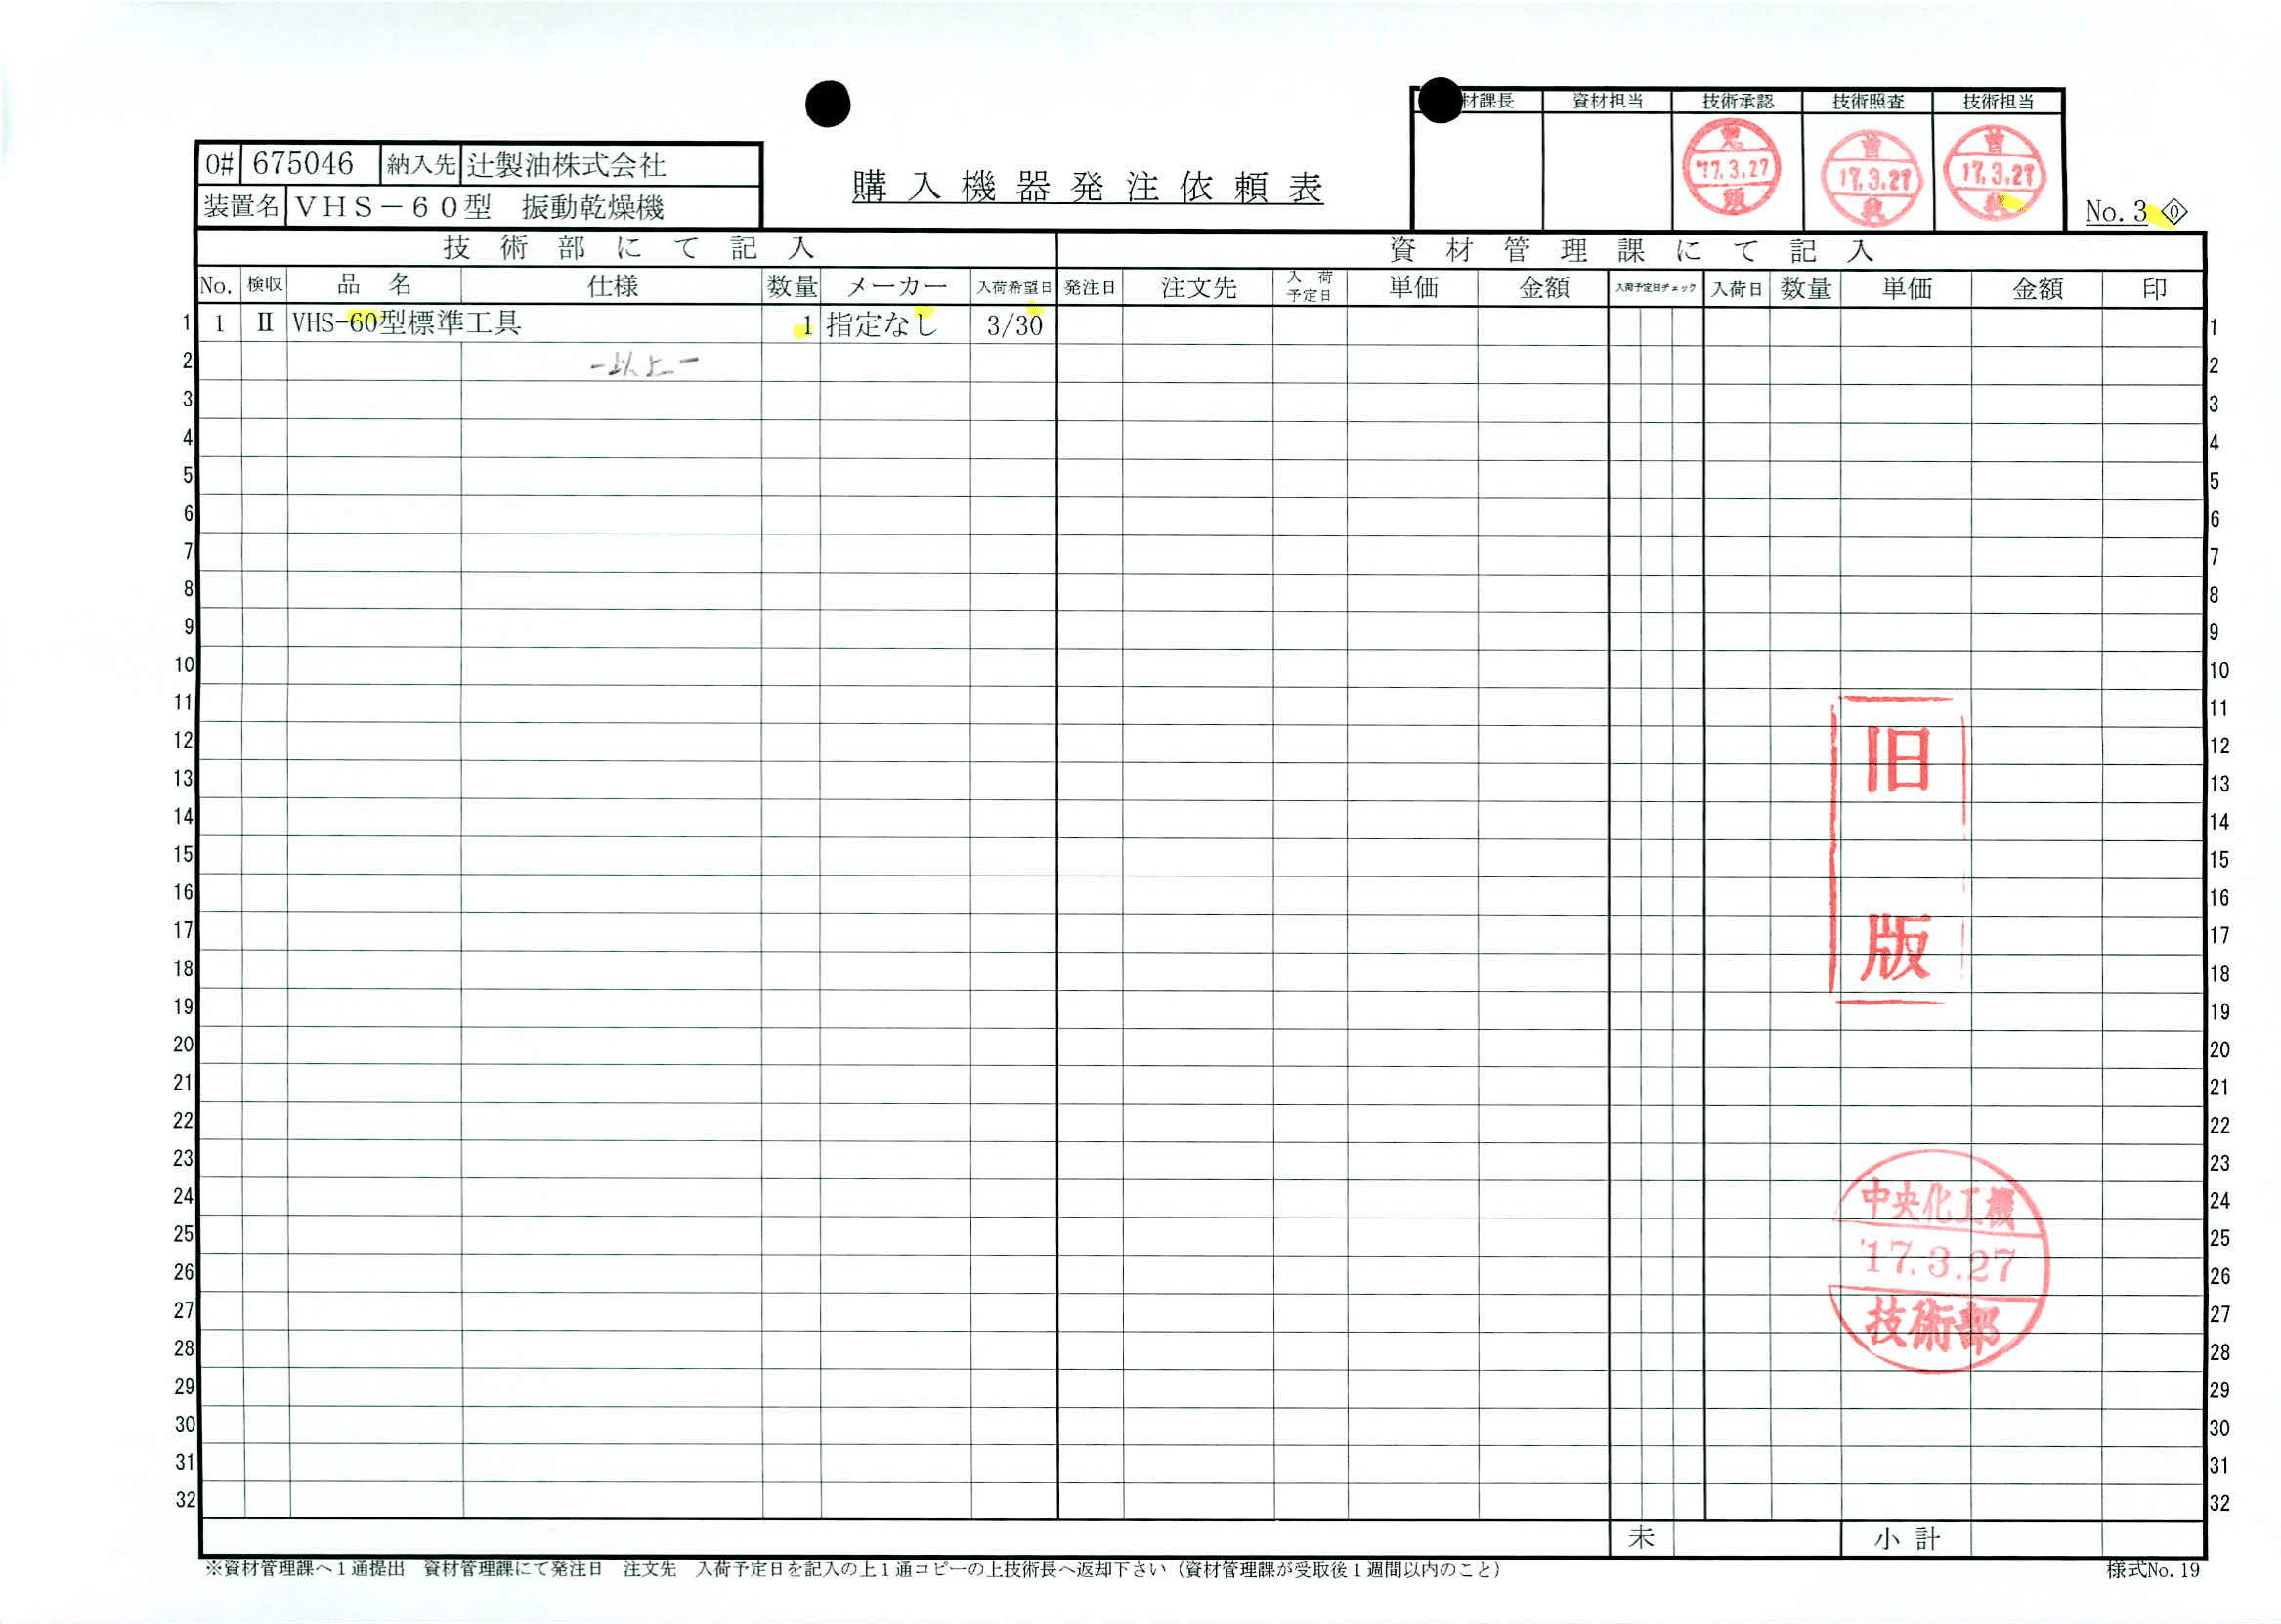 材課長 資材担当 技術承認 技術照査 技術担当
'17.3.27 17.3.27 17.3.27
O# 675046 納入先 辻製油株式会社
装置名 VHS－60型 振動乾燥機
購入機器発注依頼表
No.3 0
技術部にて記入 資材管理課にて記入
No. 検収 品名 仕様 数量 メーカー 入荷希望日 発注日 注文先 入荷予定日 単価 金額 入荷予定日チェック 入荷日 数量 単価 金額 印
1 1 Ⅱ VHS-60型標準工具 1 指定なし 3/30 1
2 －以上－ 2
3 3
4 4
5 5
6 6
7 7
8 8
9 9
10 10
11 11
12 12
13 13
14 14
15 15
16 16
17 17
18 18
19 19
20 20
21 21
22 22
23 23
24 24
25 25
26 26
27 27
28 28
29 29
30 30
31 31
32 32
旧版
中央化工機
'17.3.27
技術部
未 小計
※資材管理課へ1通提出 資材管理課にて発注日 注文先 入荷予定日を記入の上1通コピーの上技術長へ返却下さい（資材管理課が受取後1週間以内のこと）
様式No.19